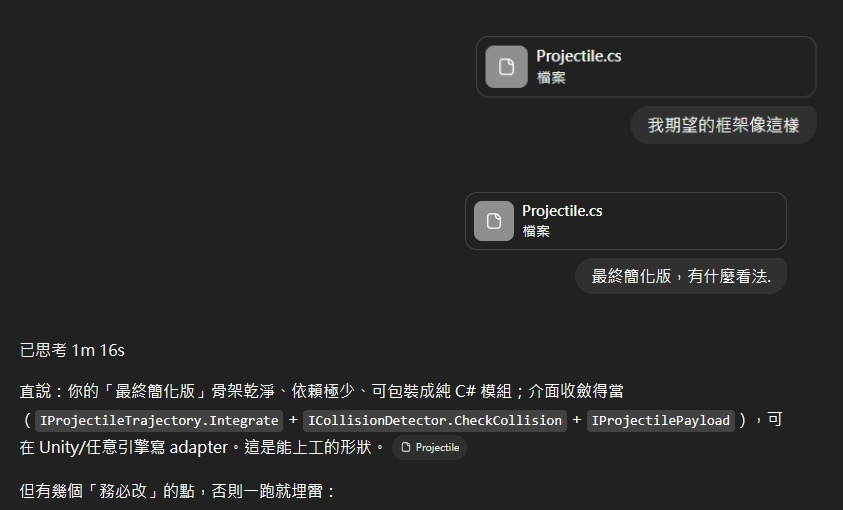 Projectile.cs
檔案
我期望的框架像這樣
Projectile.cs
檔案
最終簡化版，有什麼看法.
已思考 1m 16s
直說：你的「最終簡化版」骨架乾淨、依賴極少、可包裝成純 C# 模組；介面收斂得當
（ IProjectileTrajectory.Integrate + ICollisionDetector.CheckCollision + IProjectilePayload ），可
在 Unity/任意引擎寫 adapter。這是能上工的形狀。 Projectile
但有幾個「務必改」的點，否則一跑就埋雷：